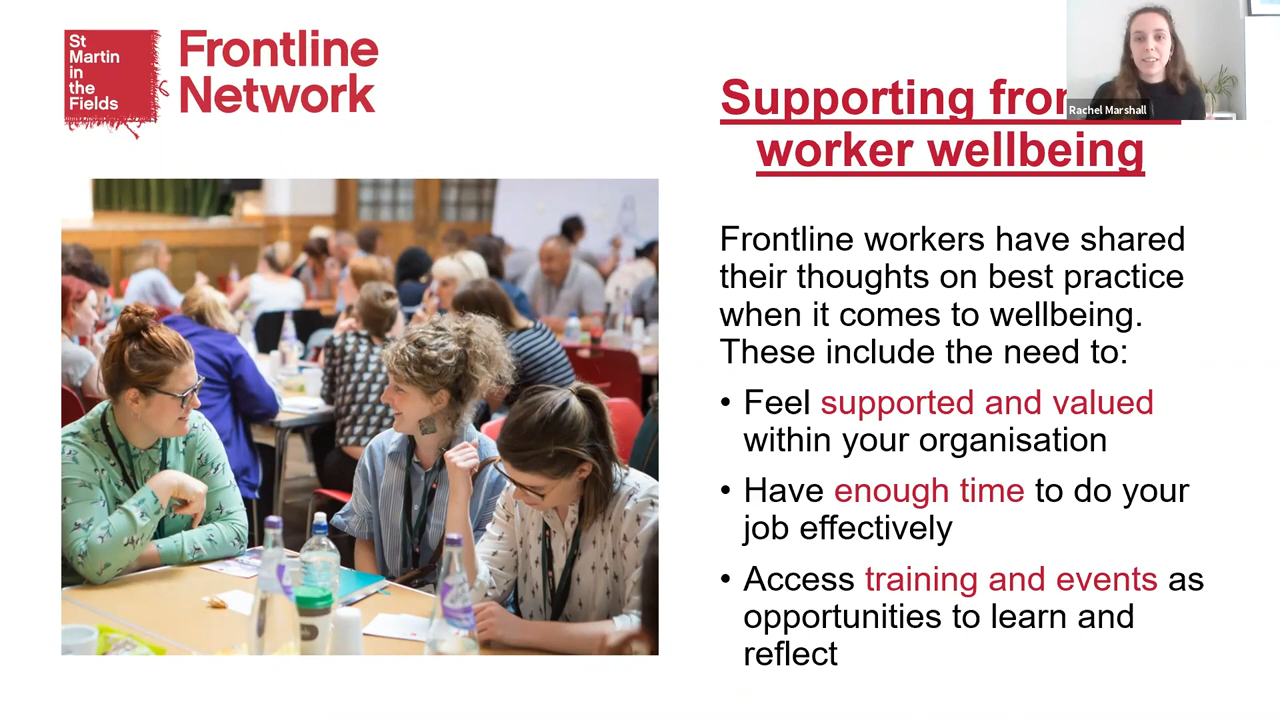 St
Martin
in
the
Fields
Frontline
Network
Rachel Marshall
Supporting
worker wellbeing
Frontline workers have shared
their thoughts on best practice
when it comes to wellbeing.
These include the need to:
• Feel supported and valued
within your organisation
• Have enough time to do your
job effectively
• Access training and events as
opportunities to learn and
reflect